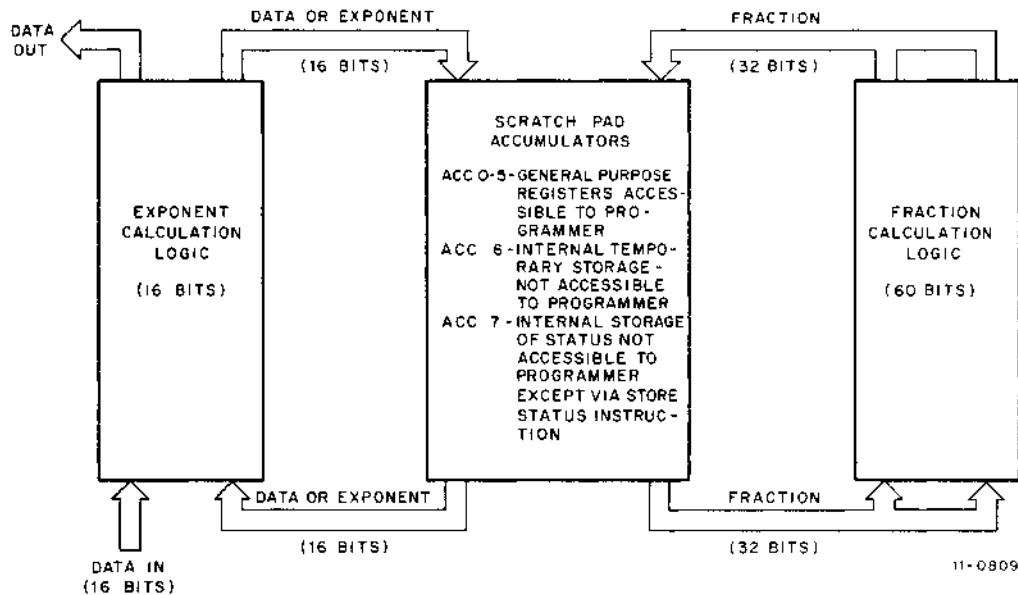 DATA
OUT
DATA OR EXPONENT
(16 BITS)
FRACTION
(32 BITS)
EXPONENT
CALCULATION
LOGIC
(16 BITS)
SCRATCH PAD
ACCUMULATORS
ACC 0-5-GENERAL PURPOSE
REGISTERS ACCES-
SIBLE TO PRO-
GRAMMER
ACC 6-INTERNAL TEMPO-
RARY STORAGE-
NOT ACCESSIBLE
TO PROGRAMMER
ACC 7-INTERNAL STORAGE
OF STATUS NOT
ACCESSIBLE TO
PROGRAMMER
EXCEPT VIA STORE
STATUS INSTRUC-
TION
FRACTION
CALCULATION
LOGIC
(60 BITS)
DATA OR EXPONENT
(16 BITS)
FRACTION
(32 BITS)
DATA IN
(16 BITS)
11-0809